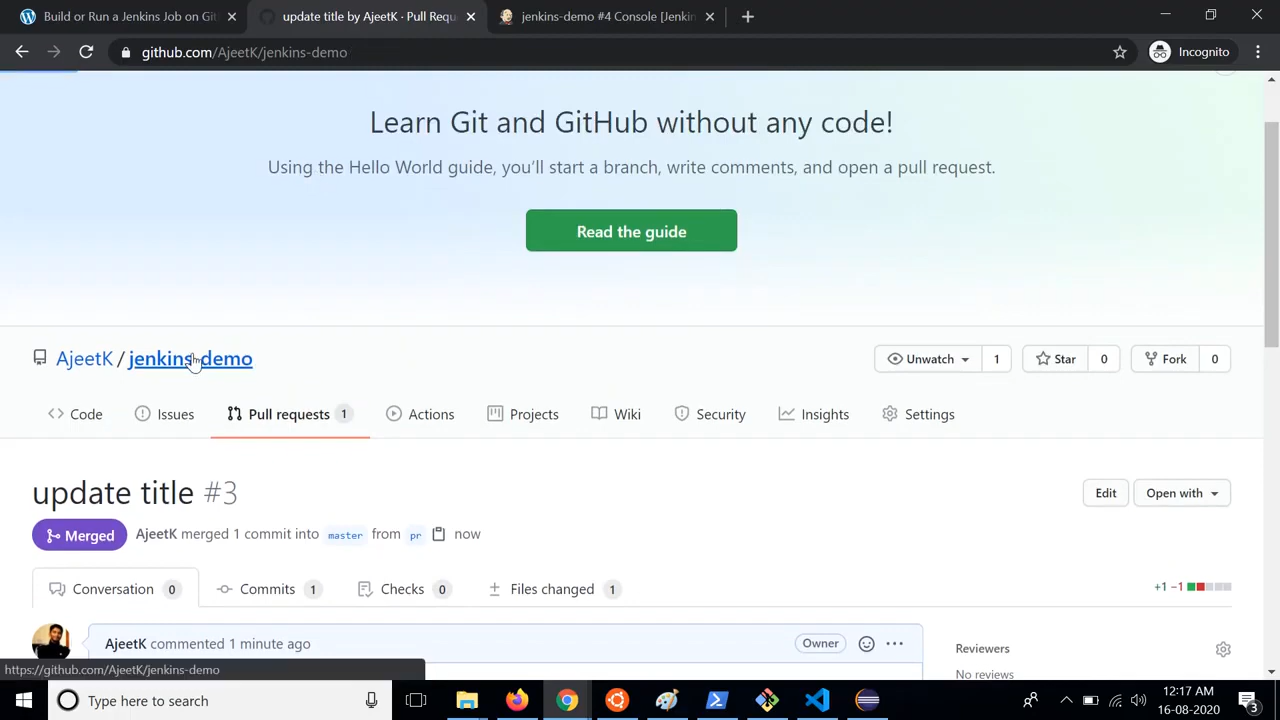 Build or Run a Jenkins Job on Git
update title by AjeetK · Pull Requ
jenkins-demo #4 Console [Jenkin
github.com/AjeetK/jenkins-demo
Incognito
Learn Git and GitHub without any code!
Using the Hello World guide, you'll start a branch, write comments, and open a pull request.
Read the guide
AjeetK / jenkins-demo
Unwatch 1
Star 0
Fork 0
Code
Issues
Pull requests 1
Actions
Projects
Wiki
Security
Insights
Settings
update title #3
Edit
Open with
Merged
AjeetK merged 1 commit into master from pr now
Conversation 0
Commits 1
Checks 0
Files changed 1
+1 −1
AjeetK commented 1 minute ago
Owner
Reviewers
No reviews
https://github.com/AjeetK/jenkins-demo
Type here to search
12:17 AM
16-08-2020
3